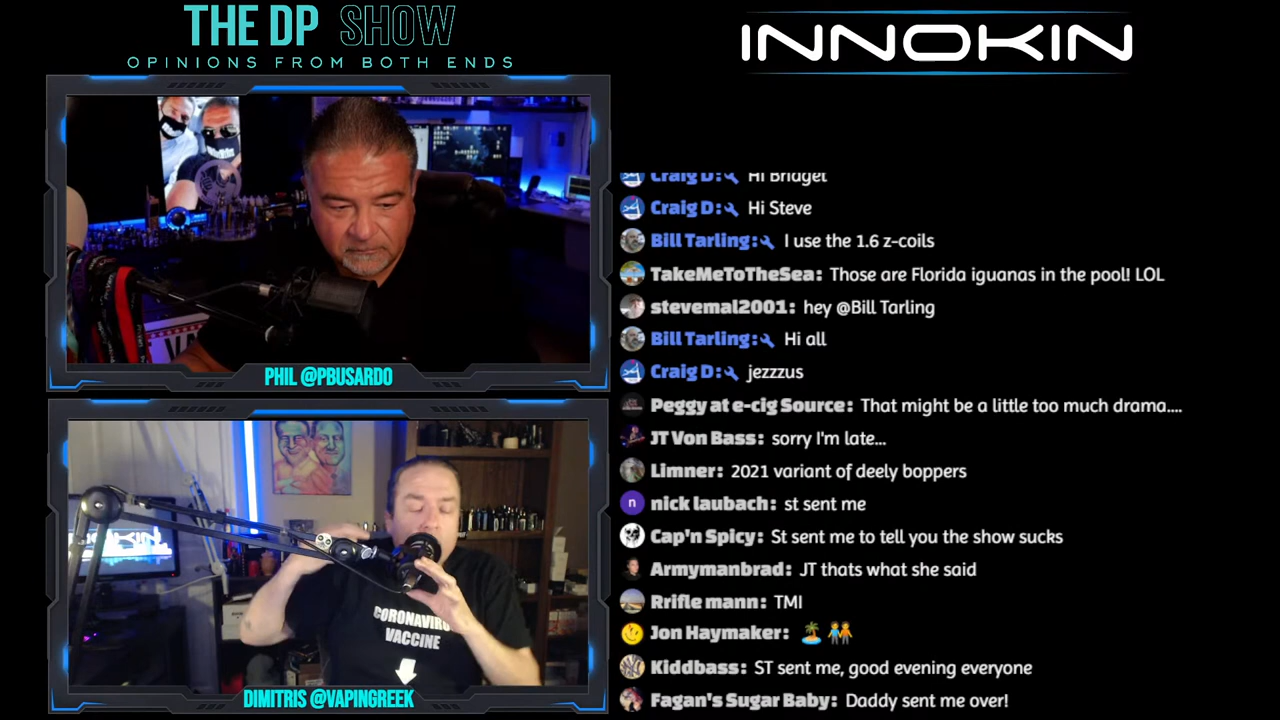 THE DP SHOW
OPINIONS FROM BOTH ENDS
INNOKIN
PHIL @PBUSARDO
CORONAVIRU
VACCINE
DIMITRIS @VAPINGREEK
Craig D: Hi Bridget
Craig D: Hi Steve
Bill Tarling: I use the 1.6 z-coils
TakeMeToTheSea: Those are Florida iguanas in the pool! LOL
stevemal2001: hey @Bill Tarling
Bill Tarling: Hi all
Craig D: jezzzus
Peggy at e-cig Source: That might be a little too much drama....
JT Von Bass: sorry I'm late...
Limner: 2021 variant of deely boppers
n nick laubach: st sent me
Cap'n Spicy: St sent me to tell you the show sucks
Armymanbrad: JT thats what she said
Rrifle mann: TMI
Jon Haymaker: 🏝️🧑‍🤝‍🧑
Kiddbass: ST sent me, good evening everyone
Fagan's Sugar Baby: Daddy sent me over!